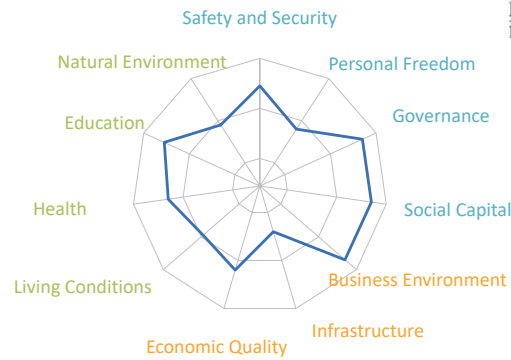 Safety and Security
Natural Environment
Personal Freedom
Education
Governance
Health
Social Capital
Living Conditions
Business Environment
Economic Quality
Infrastructure